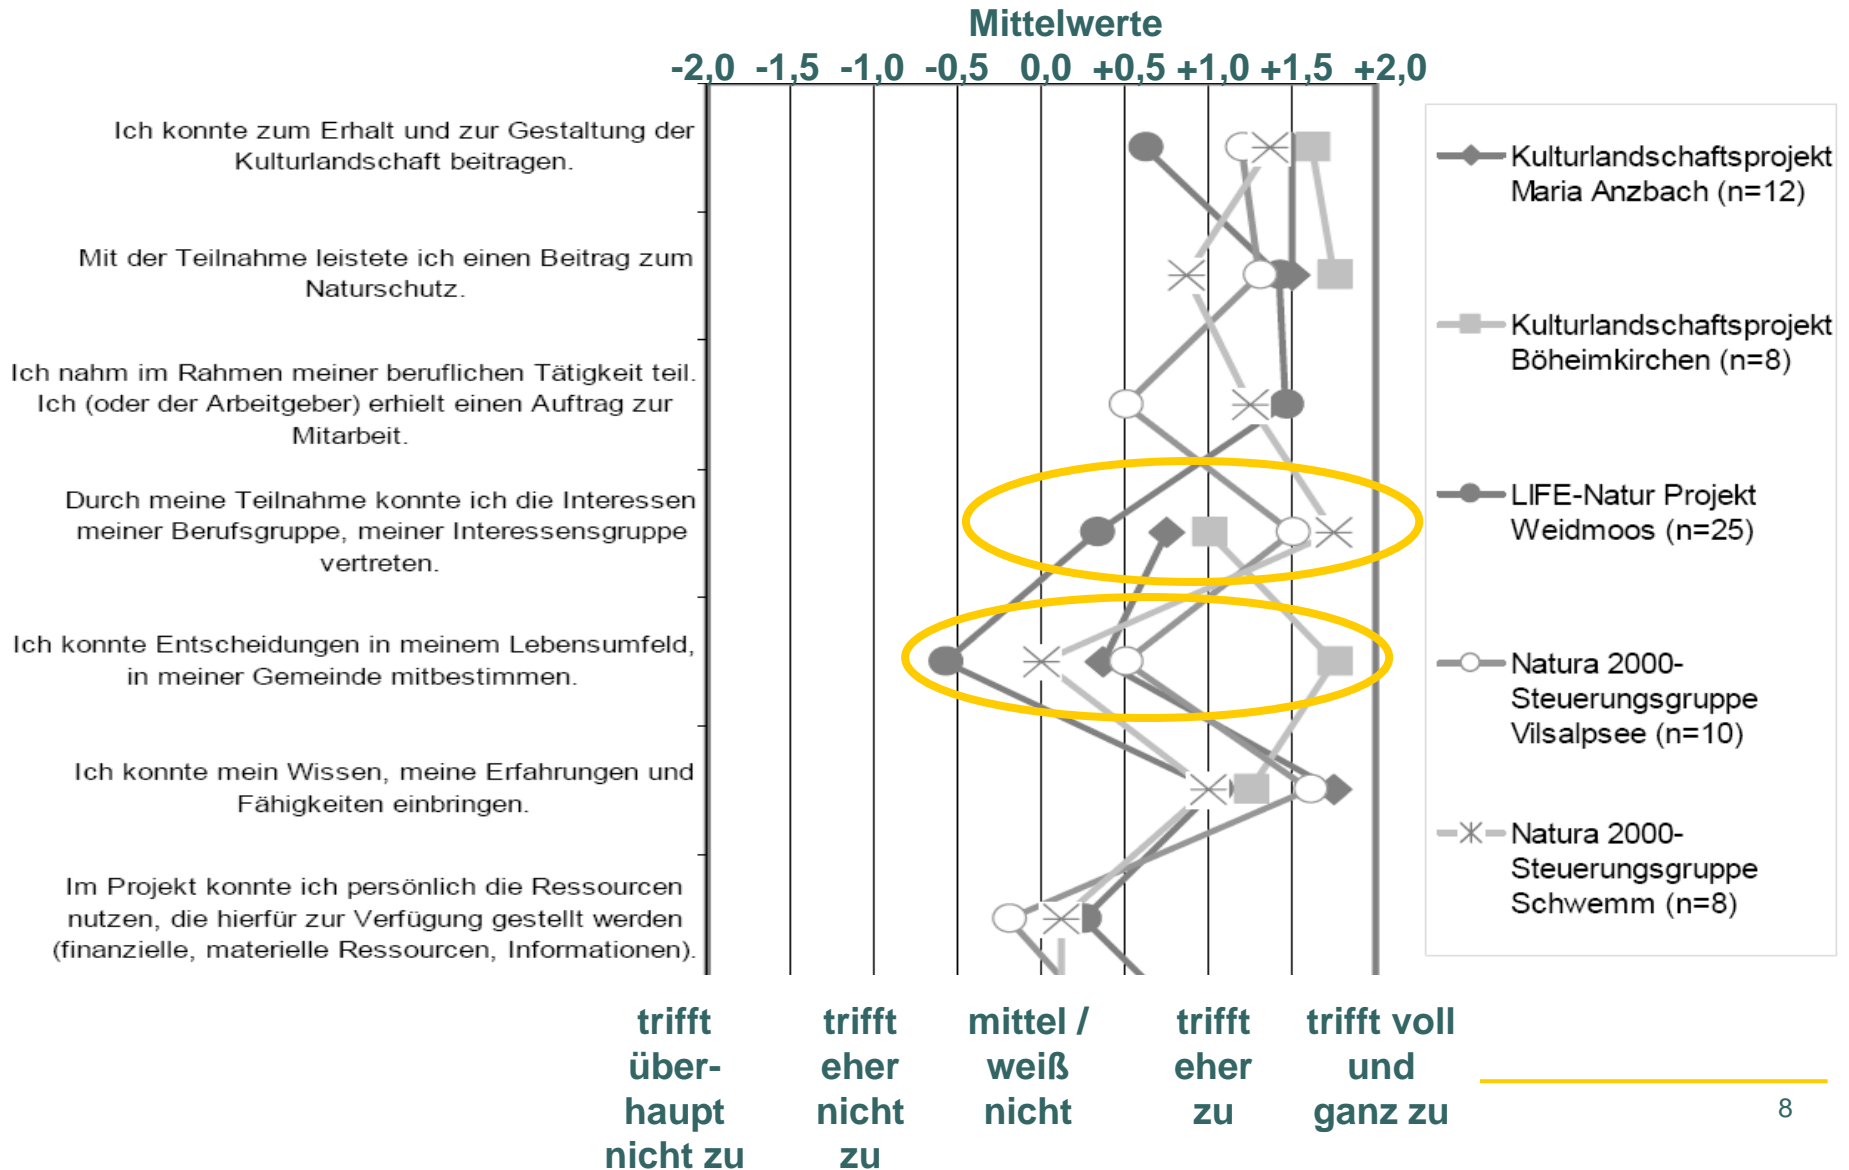 Mittelwerte
-2,0 -1,5 -1,0 -0,5 0,0 +0,5 +1,0 +1,5 +2,0
Ich konnte zum Erhalt und zur Gestaltung der
Kulturlandschaft beitragen.
Mit der Teilnahme leistete ich einen Beitrag zum
Naturschutz.
Ich nahm im Rahmen meiner beruflichen Tätigkeit teil.
Ich (oder der Arbeitgeber) erhielt einen Auftrag zur
Mitarbeit.
Durch meine Teilnahme konnte ich die Interessen
meiner Berufsgruppe, meiner Interessensgruppe
vertreten.
Ich konnte Entscheidungen in meinem Lebensumfeld,
in meiner Gemeinde mitbestimmen.
Ich konnte mein Wissen, meine Erfahrungen und
Fähigkeiten einbringen.
Im Projekt konnte ich persönlich die Ressourcen
nutzen, die hierfür zur Verfügung gestellt werden
(finanzielle, materielle Ressourcen, Informationen).
Kulturlandschaftsprojekt
Maria Anzbach (n=12)
Kulturlandschaftsprojekt
Böheimkirchen (n=8)
LIFE-Natur Projekt
Weidmoos (n=25)
Natura 2000-
Steuerungsgruppe
Vilsalpsee (n=10)
Natura 2000-
Steuerungsgruppe
Schwemm (n=8)
trifft
über-
haupt
nicht zu
trifft
eher
nicht
zu
mittel /
weiß
nicht
trifft
eher
zu
trifft voll
und
ganz zu
8